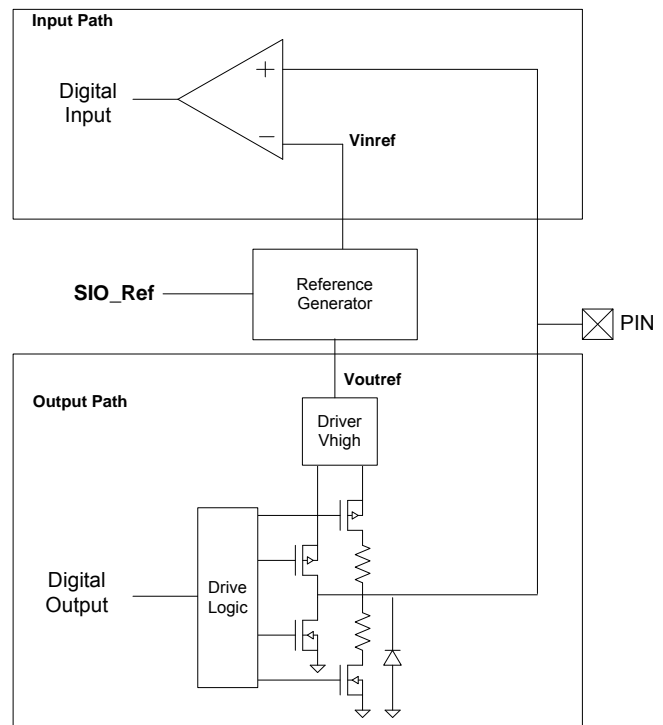 Input Path
Digital
Input
+
−
Vinref
SIO_Ref
Reference
Generator
PIN
Voutref
Output Path
Driver
Vhigh
Digital
Output
Drive
Logic